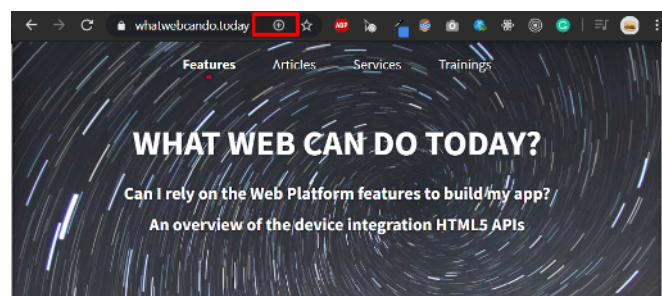 whatwebcando.today
ABP
Features Articles Services Trainings
WHAT WEB CAN DO TODAY?
Can I rely on the Web Platform features to build my app?
An overview of the device integration HTML5 APIs